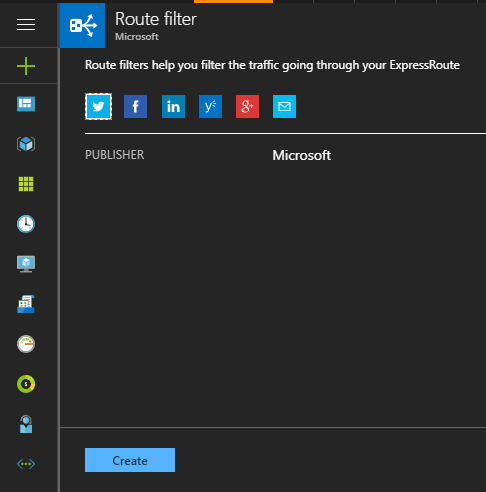 Route filter
Microsoft
Route filters help you filter the traffic going through your ExpressRoute
PUBLISHER Microsoft
Create